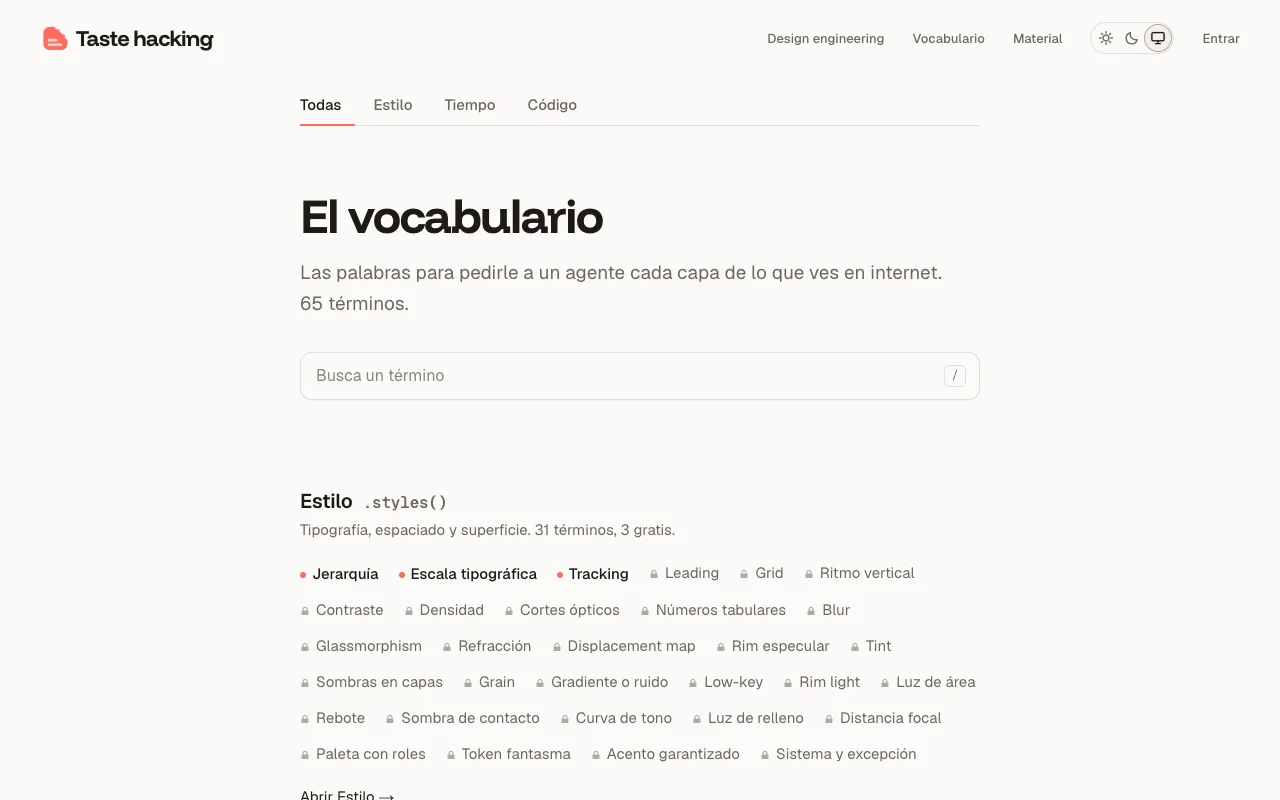 Taste hacking
Design engineering Vocabulario Material Entrar
Todas Estilo Tiempo Código
El vocabulario
Las palabras para pedirle a un agente cada capa de lo que ves en internet.
65 términos.
Busca un término /
Estilo .styles()
Tipografía, espaciado y superficie. 31 términos, 3 gratis.
Jerarquía Escala tipográfica Tracking Leading Grid Ritmo vertical
Contraste Densidad Cortes ópticos Números tabulares Blur
Glassmorphism Refracción Displacement map Rim especular Tint
Sombras en capas Grain Gradiente o ruido Low-key Rim light Luz de área
Rebote Sombra de contacto Curva de tono Luz de relleno Distancia focal
Paleta con roles Token fantasma Acento garantizado Sistema y excepción
Abrir Estilo →